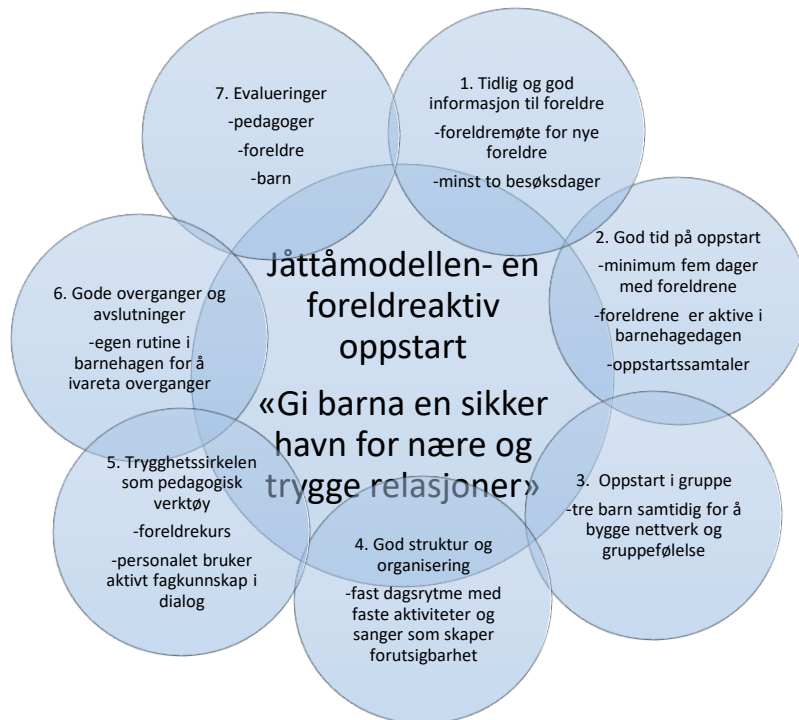 Jåttåmodellen- en
foreldreaktiv
oppstart
«Gi barna en sikker
havn for nære og
trygge relasjoner»
1. Tidlig og god
informasjon til foreldre
-foreldremøte for nye
foreldre
-minst to besøksdager
2. God tid på oppstart
-minimum fem dager
med foreldrene
-foreldrene er aktive i
barnehagedagen
-oppstartssamtaler
3. Oppstart i gruppe
-tre barn samtidig for å
bygge nettverk og
gruppefølelse
4. God struktur og
organisering
-fast dagsrytme med
faste aktiviteter og
sanger som skaper
forutsigbarhet
5. Trygghetssirkelen
som pedagogisk
verktøy
-foreldrekurs
-personalet bruker
aktivt fagkunnskap i
dialog
6. Gode overganger og
avslutninger
-egen rutine i
barnehagen for å
ivareta overganger
7. Evalueringer
-pedagoger
-foreldre
-barn